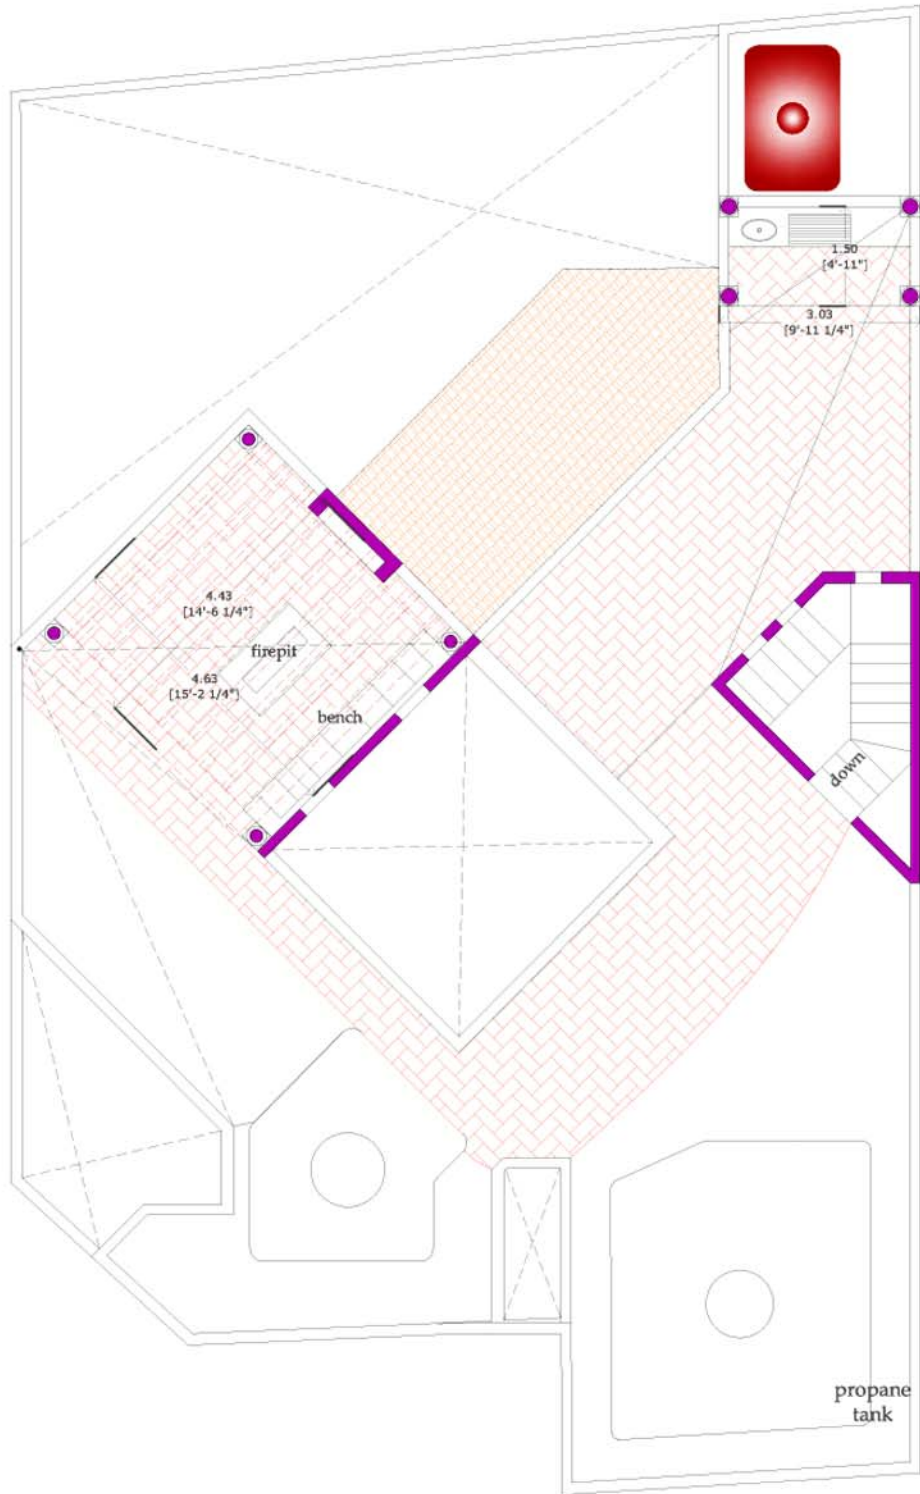 1.50
[4'-11"]
3.03
[9'-11 1/4"]
4.43
[14'-6 1/4"]
firepit
4.63
[15'-2 1/4"]
bench
down
propane
tank